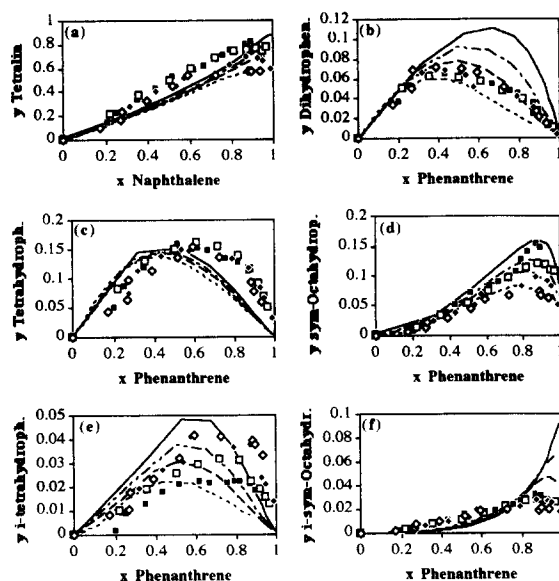 (a)
y Tetralin
1
0.8
0.6
0.4
0.2
0
0 0.2 0.4 0.6 0.8 1
x Naphthalene
(b)
y Dihydrophen.
0.12
0.1
0.08
0.06
0.04
0.02
0
0 0.2 0.4 0.6 0.8 1
x Phenanthrene
(c)
y Tetrahydroph.
0.2
0.15
0.1
0.05
0
0 0.2 0.4 0.6 0.8 1
x Phenanthrene
(d)
y sym-Octahydrop.
0.2
0.15
0.1
0.05
0
0 0.2 0.4 0.6 0.8 1
x Phenanthrene
(e)
y i-tetrahydroph.
0.05
0.04
0.03
0.02
0.01
0
0 0.2 0.4 0.6 0.8 1
x Phenanthrene
(f)
y i-sym-Octahydr.
0.1
0.08
0.06
0.04
0.02
0
0 0.2 0.4 0.6 0.8 1
x Phenanthrene